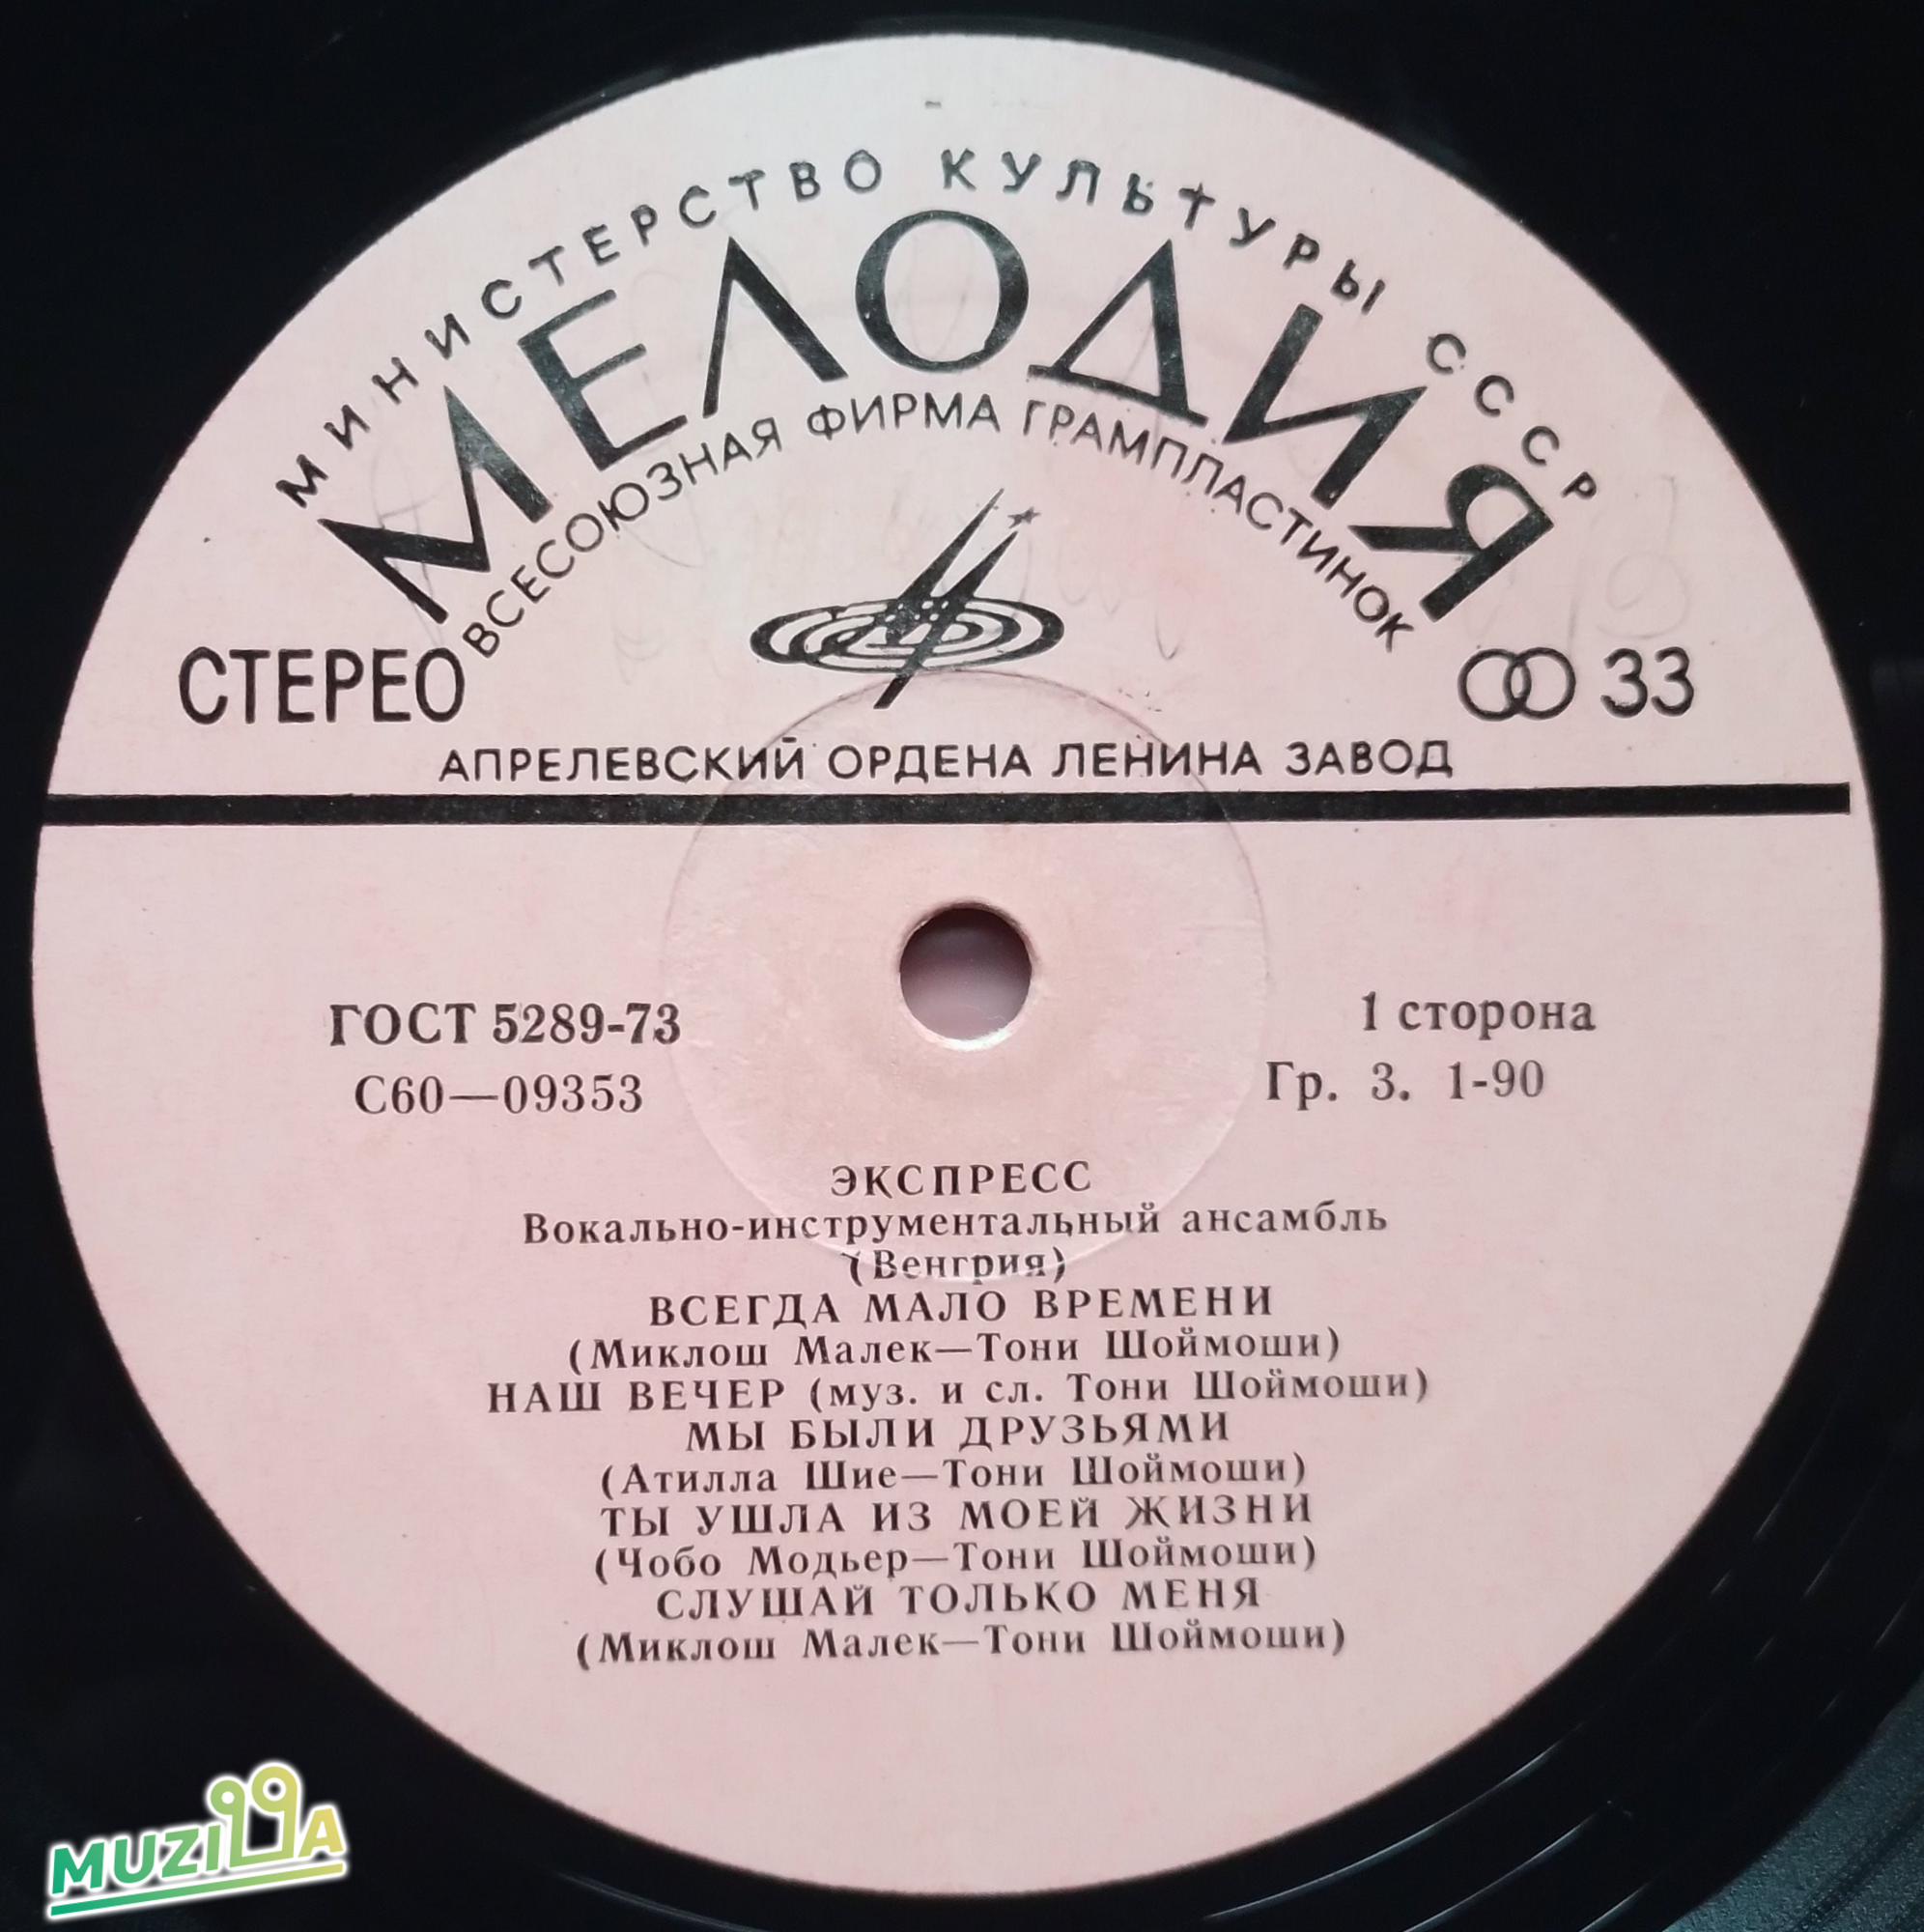 МИНИСТЕРСТВО КУЛЬТУРЫ СССР
МЕЛОДИЯ
ВСЕСОЮЗНАЯ ФИРМА ГРАМПЛАСТИНОК
СТЕРЕО
33
АПРЕЛЕВСКИЙ ОРДЕНА ЛЕНИНА ЗАВОД
ГОСТ 5289-73
С60—09353
1 сторона
Гр. 3. 1-90
ЭКСПРЕСС
Вокально-инструментальный ансамбль
(Венгрия)
ВСЕГДА МАЛО ВРЕМЕНИ
(Миклош Малек—Тони Шоймоши)
НАШ ВЕЧЕР (муз. и сл. Тони Шоймоши)
МЫ БЫЛИ ДРУЗЬЯМИ
(Атилла Шие—Тони Шоймоши)
ТЫ УШЛА ИЗ МОЕЙ ЖИЗНИ
(Чобо Модьер—Тони Шоймоши)
СЛУШАЙ ТОЛЬКО МЕНЯ
(Миклош Малек—Тони Шоймоши)
MUZI99A